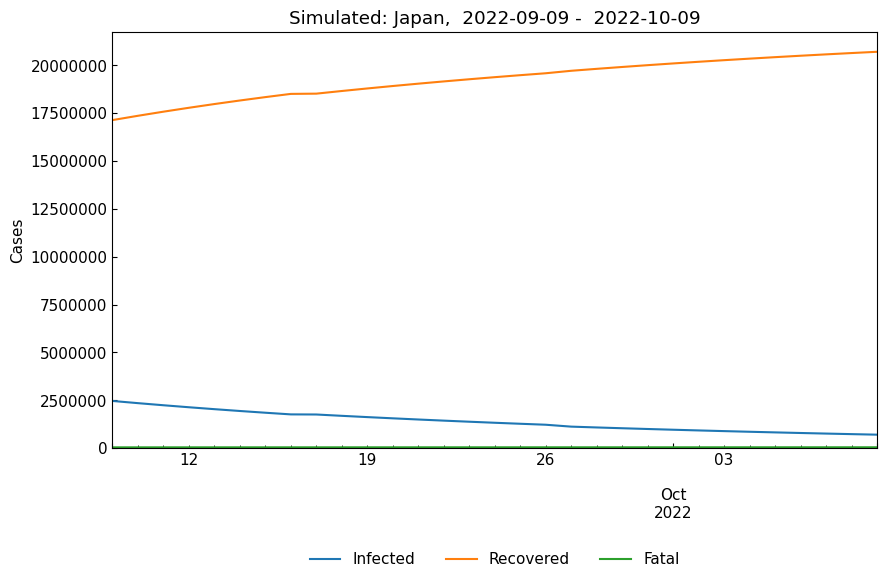 Simulated: Japan,  2022-09-09 -  2022-10-09
Cases
20000000
17500000
15000000
12500000
10000000
7500000
5000000
2500000
0
12 19 26 03
Oct
2022
Infected Recovered Fatal